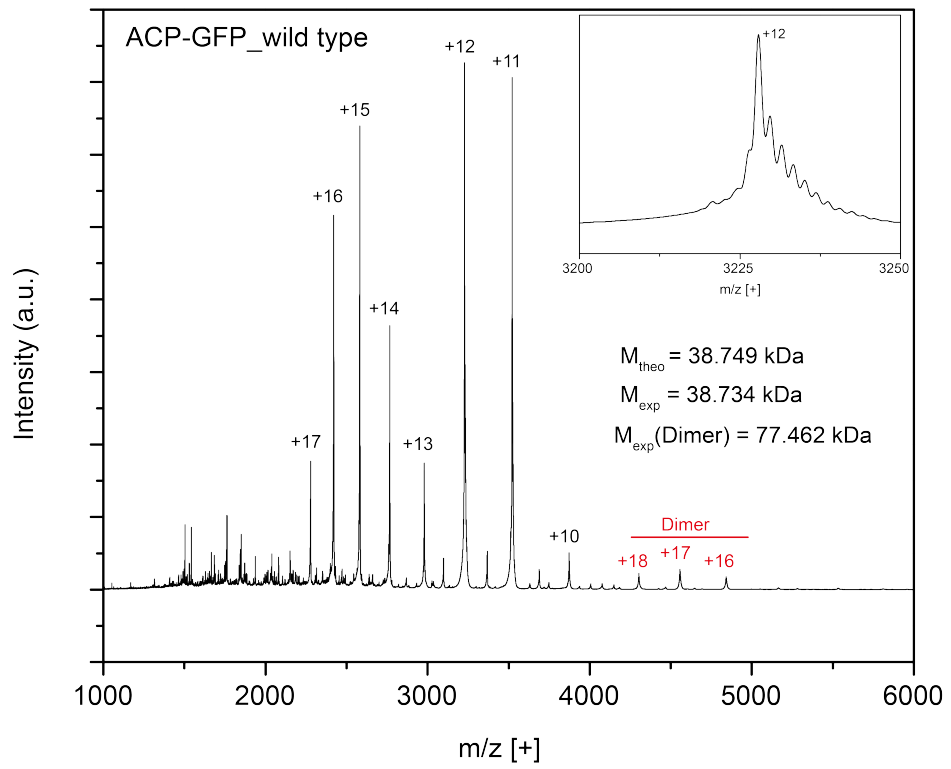 ACP-GFP_wild type
+12
+11
+15
+16
+14
+17
+13
+10
Dimer
+18
+17
+16
+12
3200
3225
3250
m/z [+]
Mtheo = 38.749 kDa
Mexp = 38.734 kDa
Mexp(Dimer) = 77.462 kDa
Intensity (a.u.)
1000
2000
3000
4000
5000
6000
m/z [+]